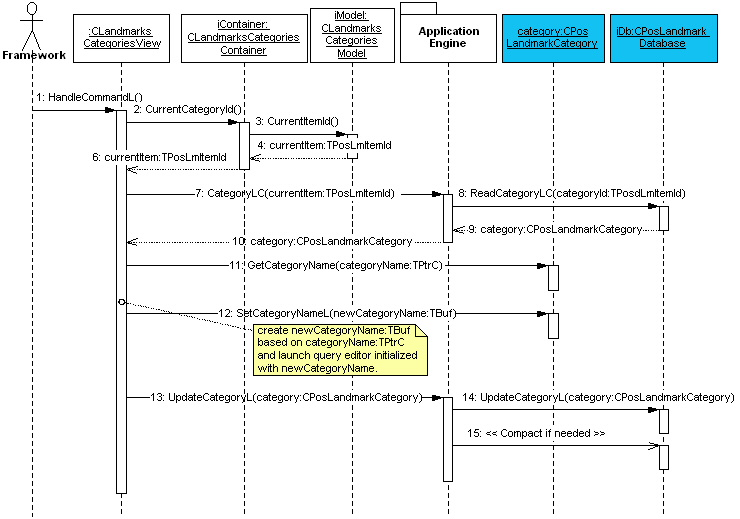 Framework
:CLandmarks
CategoriesView
iContainer:
CLandmarksCategories
Container
iModel:
CLandmarks
Categories
Model
Application
Engine
category:CPos
LandmarkCategory
iDb:CPosLandmark
Database
1: HandleCommandL()
2: CurrentCategoryId()
3: CurrentItemId()
4: currentItem:TPosLmItemId
6: currentItem:TPosLmItemId
7: CategoryLC(currentItem:TPosLmItemId)
8: ReadCategoryLC(categoryId:TPosdLmItemId)
9: category:CPosLandmarkCategory
10: category:CPosLandmarkCategory
11: GetCategoryName(categoryName:TPtrC)
12: SetCategoryNameL(newCategoryName:TBuf)
create newCategoryName:TBuf
based on categoryName:TPtrC
and launch query editor initialized
with newCategoryName.
13: UpdateCategoryL(category:CPosLandmarkCategory)
14: UpdateCategoryL(category:CPosLandmarkCategory)
15: << Compact if needed >>